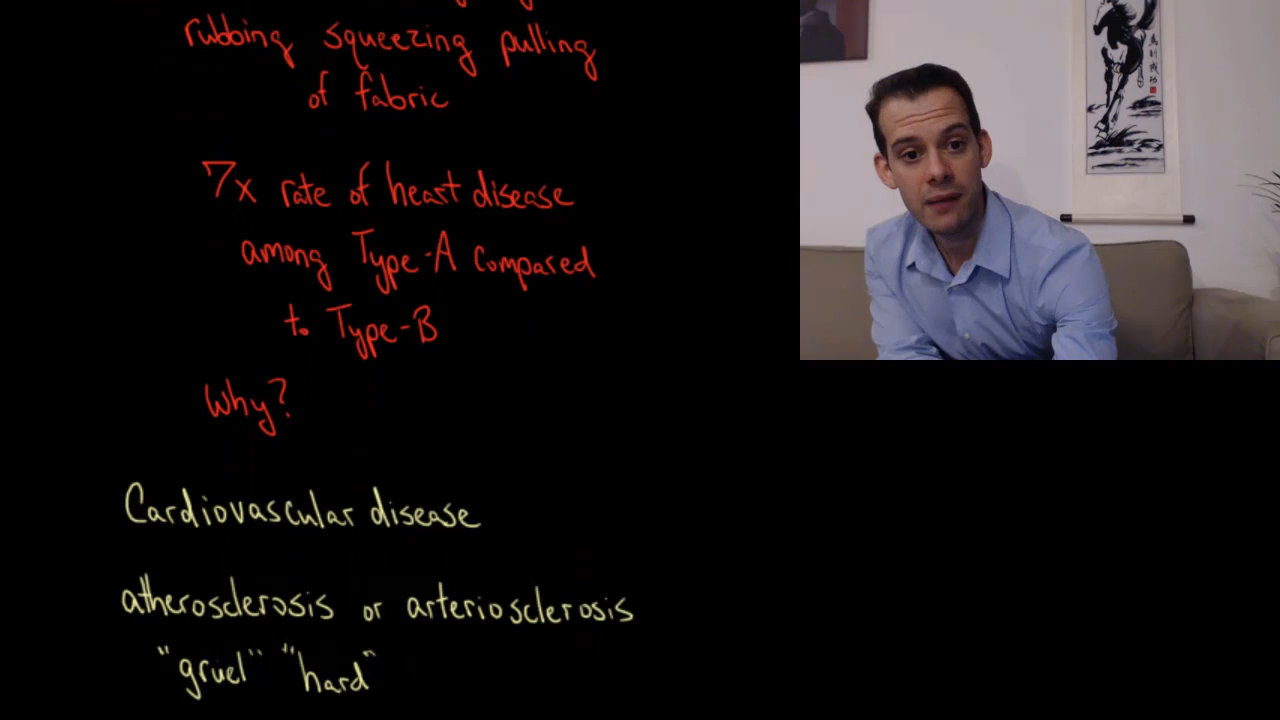 rubbing squeezing pulling
of fabric
7x rate of heart disease
among Type-A compared
to Type-B
Why?
Cardiovascular disease
atherosclerosis or arteriosclerosis
"gruel" "hard"